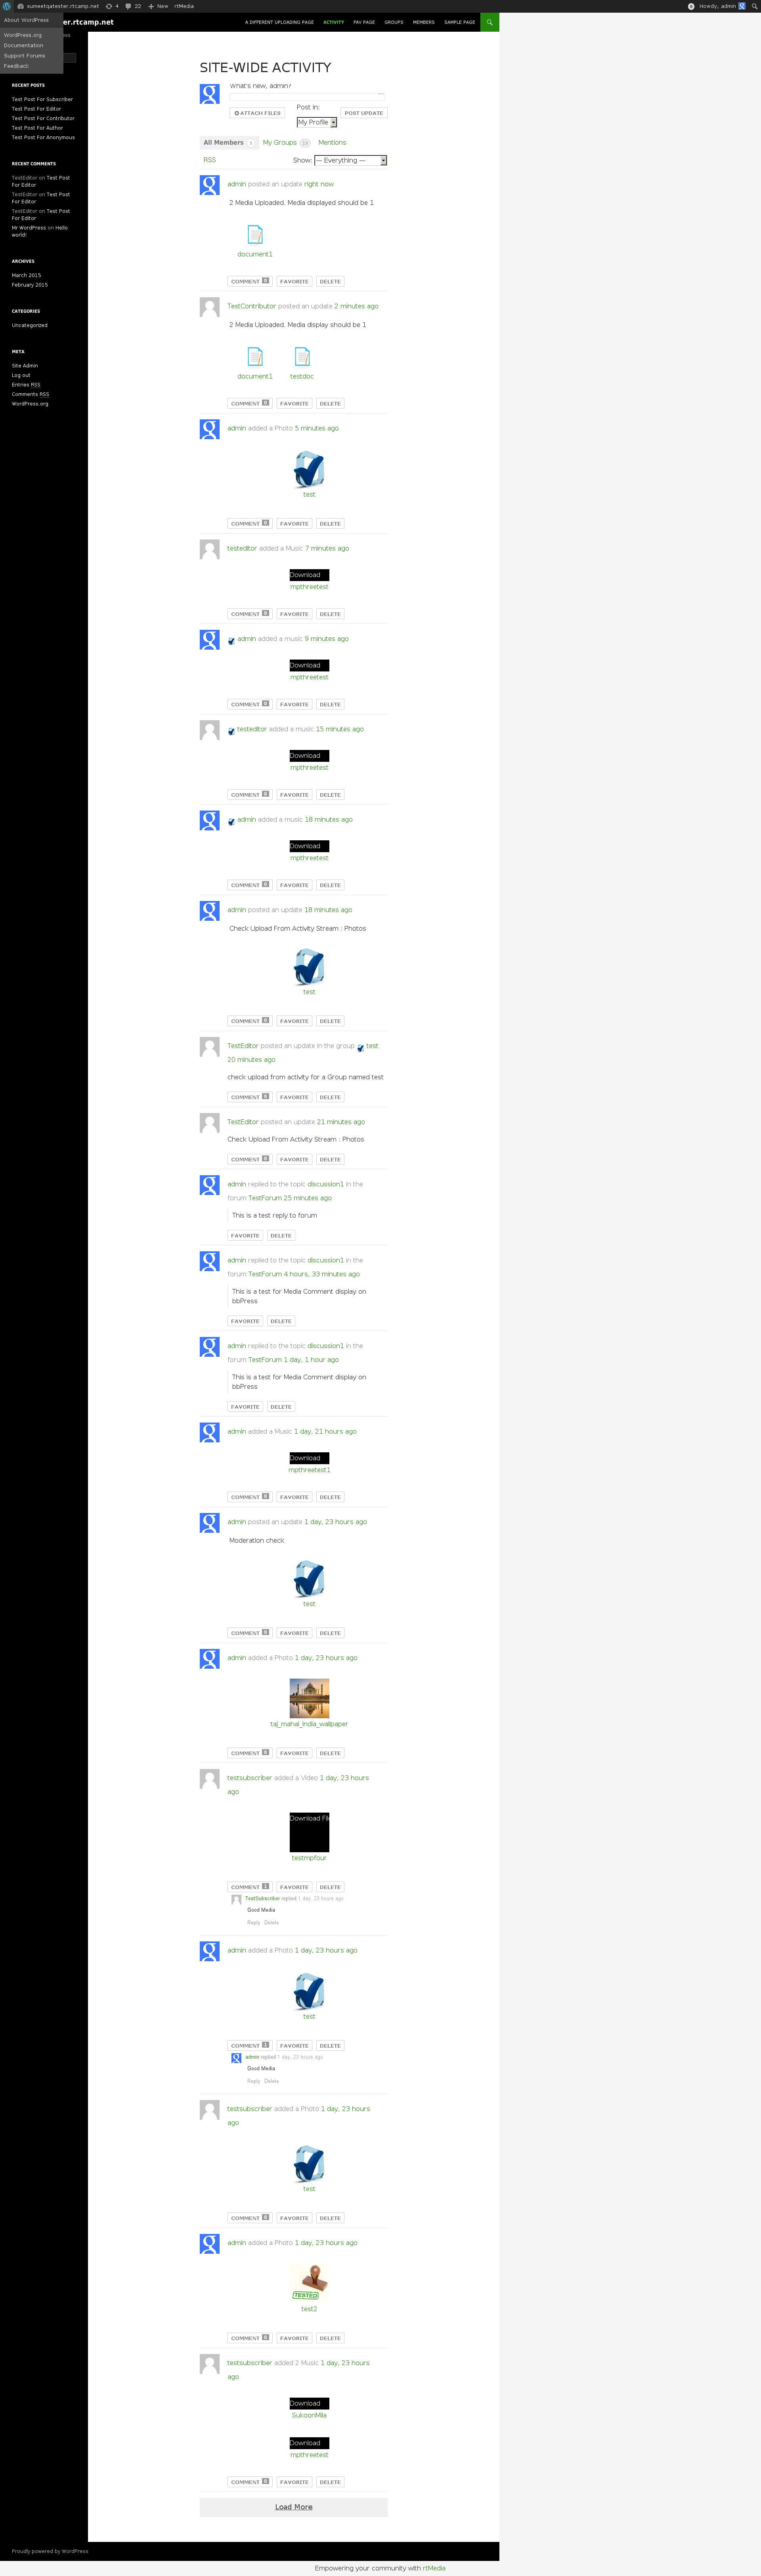 sumeetqatester.rtcamp.net 4 22 New rtMedia 0 Howdy, admin
About WordPress
WordPress.org
Documentation
Support Forums
Feedback
er.rtcamp.net
A DIFFERENT UPLOADING PAGE ACTIVITY FAV PAGE GROUPS MEMBERS SAMPLE PAGE
RECENT POSTS
Test Post For Subscriber
Test Post For Editor
Test Post For Contributor
Test Post For Author
Test Post For Anonymous
RECENT COMMENTS
TestEditor on Test Post
For Editor
TestEditor on Test Post
For Editor
TestEditor on Test Post
For Editor
Mr WordPress on Hello
world!
ARCHIVES
March 2015
February 2015
CATEGORIES
Uncategorized
META
Site Admin
Log out
Entries RSS
Comments RSS
WordPress.org
SITE-WIDE ACTIVITY
What's new, admin?
ATTACH FILES
Post in:
My Profile
POST UPDATE
All Members My Groups Mentions
RSS Show: — Everything —
admin posted an update right now
2 Media Uploaded. Media displayed should be 1
document1
COMMENT 0 FAVORITE DELETE
TestContributor posted an update 2 minutes ago
2 Media Uploaded. Media display should be 1
document1 testdoc
COMMENT 0 FAVORITE DELETE
admin added a Photo 5 minutes ago
test
COMMENT 0 FAVORITE DELETE
testeditor added a Music 7 minutes ago
Download
mpthreetest
COMMENT 0 FAVORITE DELETE
admin added a music 9 minutes ago
Download
mpthreetest
COMMENT 0 FAVORITE DELETE
testeditor added a music 15 minutes ago
Download
mpthreetest
COMMENT 0 FAVORITE DELETE
admin added a music 18 minutes ago
Download
mpthreetest
COMMENT 0 FAVORITE DELETE
admin posted an update 18 minutes ago
Check Upload From Activity Stream : Photos
test
COMMENT 0 FAVORITE DELETE
TestEditor posted an update in the group test
20 minutes ago
check upload from activity for a Group named test
COMMENT 0 FAVORITE DELETE
TestEditor posted an update 21 minutes ago
Check Upload From Activity Stream : Photos
COMMENT 0 FAVORITE DELETE
admin replied to the topic discussion1 in the
forum TestForum 25 minutes ago
This is a test reply to forum
FAVORITE DELETE
admin replied to the topic discussion1 in the
forum TestForum 4 hours, 33 minutes ago
This is a test for Media Comment display on
bbPress
FAVORITE DELETE
admin replied to the topic discussion1 in the
forum TestForum 1 day, 1 hour ago
This is a test for Media Comment display on
bbPress
FAVORITE DELETE
admin added a Music 1 day, 21 hours ago
Download
mpthreetest1
COMMENT 0 FAVORITE DELETE
admin posted an update 1 day, 23 hours ago
Moderation check
test
COMMENT 0 FAVORITE DELETE
admin added a Photo 1 day, 23 hours ago
taj_mahal_india_wallpaper
COMMENT 0 FAVORITE DELETE
testsubscriber added a Video 1 day, 23 hours
ago
Download File
testmpfour
COMMENT 1 FAVORITE DELETE
TestSubscriber replied 1 day, 23 hours ago
Good Media
Reply Delete
admin added a Photo 1 day, 23 hours ago
test
COMMENT 1 FAVORITE DELETE
admin replied 1 day, 23 hours ago
Good Media
Reply Delete
testsubscriber added a Photo 1 day, 23 hours
ago
test
COMMENT 0 FAVORITE DELETE
admin added a Photo 1 day, 23 hours ago
TESTED
test2
COMMENT 0 FAVORITE DELETE
testsubscriber added 2 Music 1 day, 23 hours
ago
Download
SukoonMila
Download
mpthreetest
COMMENT 0 FAVORITE DELETE
Load More
Proudly powered by WordPress
Empowering your community with rtMedia